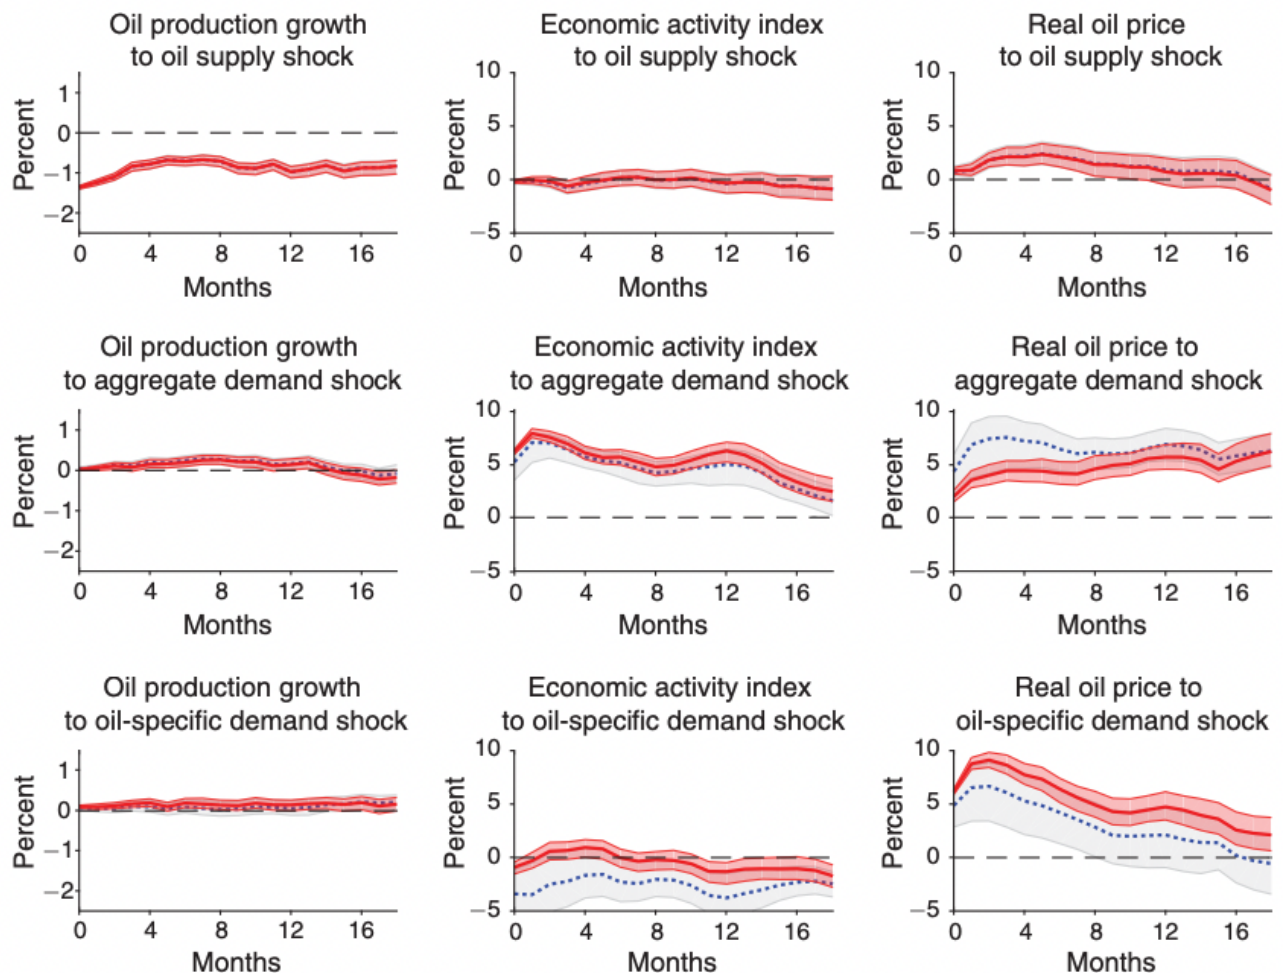 Oil production growth
to oil supply shock
Percent
1
0
−1
−2
0 4 8 12 16
Months
Economic activity index
to oil supply shock
Percent
10
5
0
−5
0 4 8 12 16
Months
Real oil price
to oil supply shock
Percent
10
5
0
−5
0 4 8 12 16
Months
Oil production growth
to aggregate demand shock
Percent
1
0
−1
−2
0 4 8 12 16
Months
Economic activity index
to aggregate demand shock
Percent
10
5
0
−5
0 4 8 12 16
Months
Real oil price to
aggregate demand shock
Percent
10
5
0
−5
0 4 8 12 16
Months
Oil production growth
to oil-specific demand shock
Percent
1
0
−1
−2
0 4 8 12 16
Months
Economic activity index
to oil-specific demand shock
Percent
10
5
0
−5
0 4 8 12 16
Months
Real oil price to
oil-specific demand shock
Percent
10
5
0
−5
0 4 8 12 16
Months